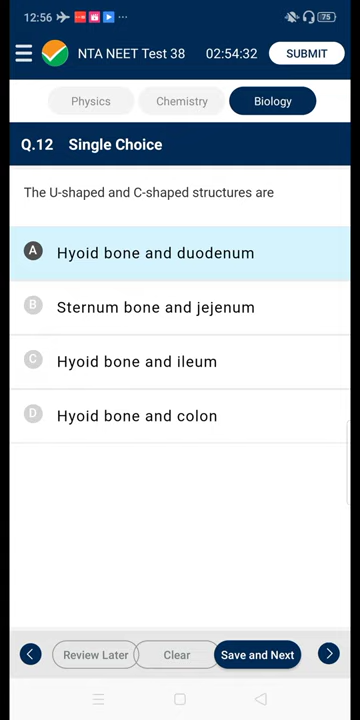 12:56
75
NTA NEET Test 38 02:54:32 SUBMIT
Physics Chemistry Biology
Q.12 Single Choice
The U-shaped and C-shaped structures are
A Hyoid bone and duodenum
B Sternum bone and jejenum
C Hyoid bone and ileum
D Hyoid bone and colon
Review Later Clear Save and Next